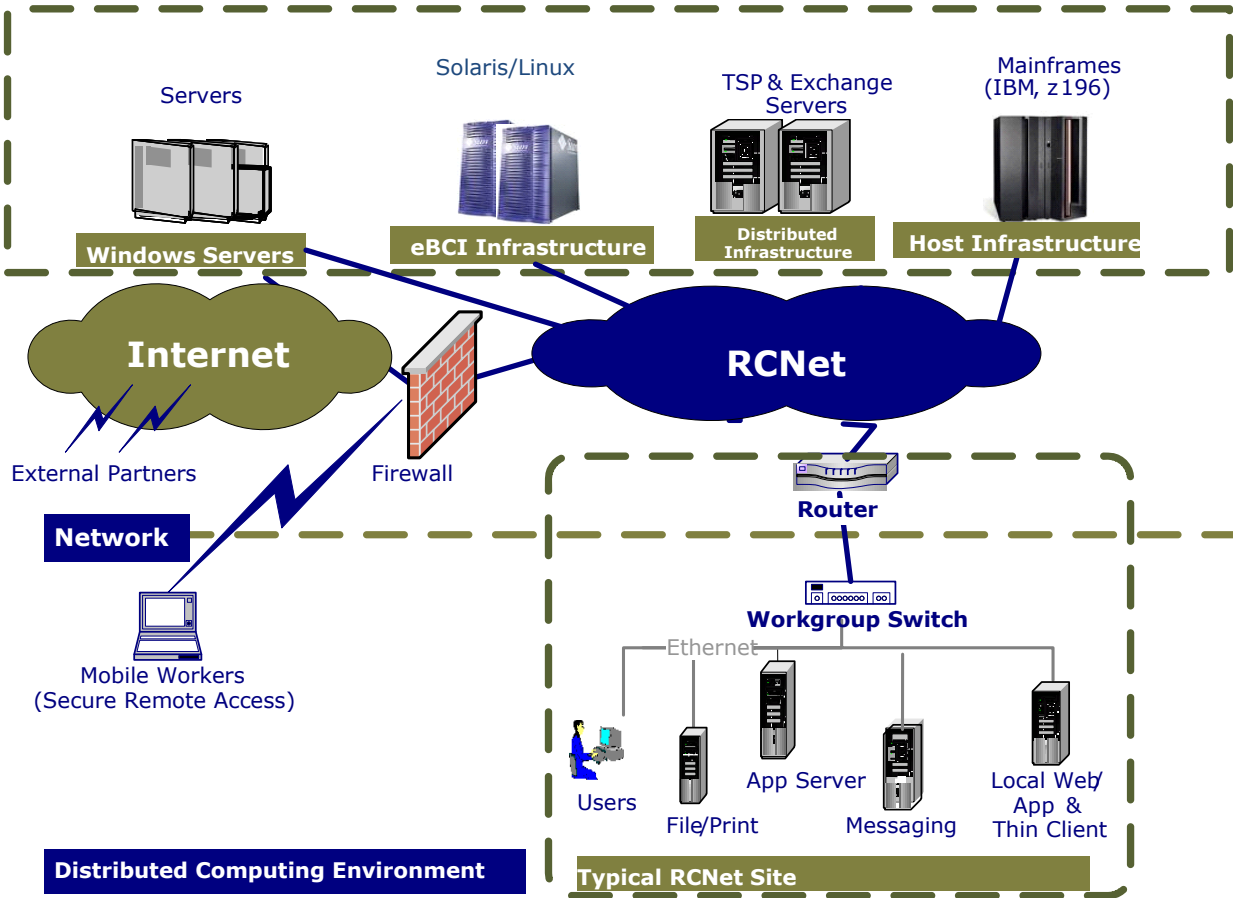 Servers
Solaris/Linux
TSP & Exchange
Servers
Mainframes
(IBM, z196)
Sun
Sun
Windows Servers
eBCI Infrastructure
Distributed
Infrastructure
Host Infrastructure
Internet
RCNet
External Partners
Firewall
Router
Network
Workgroup Switch
Ethernet
Mobile Workers
(Secure Remote Access)
Users
File/Print
App Server
Messaging
Local Web/
App &
Thin Client
Distributed Computing Environment
Typical RCNet Site